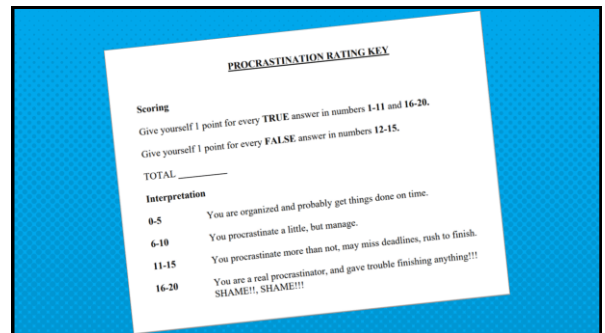 PROCRASTINATION RATING KEY
Scoring
Give yourself 1 point for every TRUE answer in numbers 1-11 and 16-20.
Give yourself 1 point for every FALSE answer in numbers 12-15.
TOTAL ________
Interpretation
0-5 You are organized and probably get things done on time.
6-10 You procrastinate a little, but manage.
11-15 You procrastinate more than not, may miss deadlines, rush to finish.
16-20 You are a real procrastinator, and gave trouble finishing anything!!!
SHAME!!, SHAME!!!